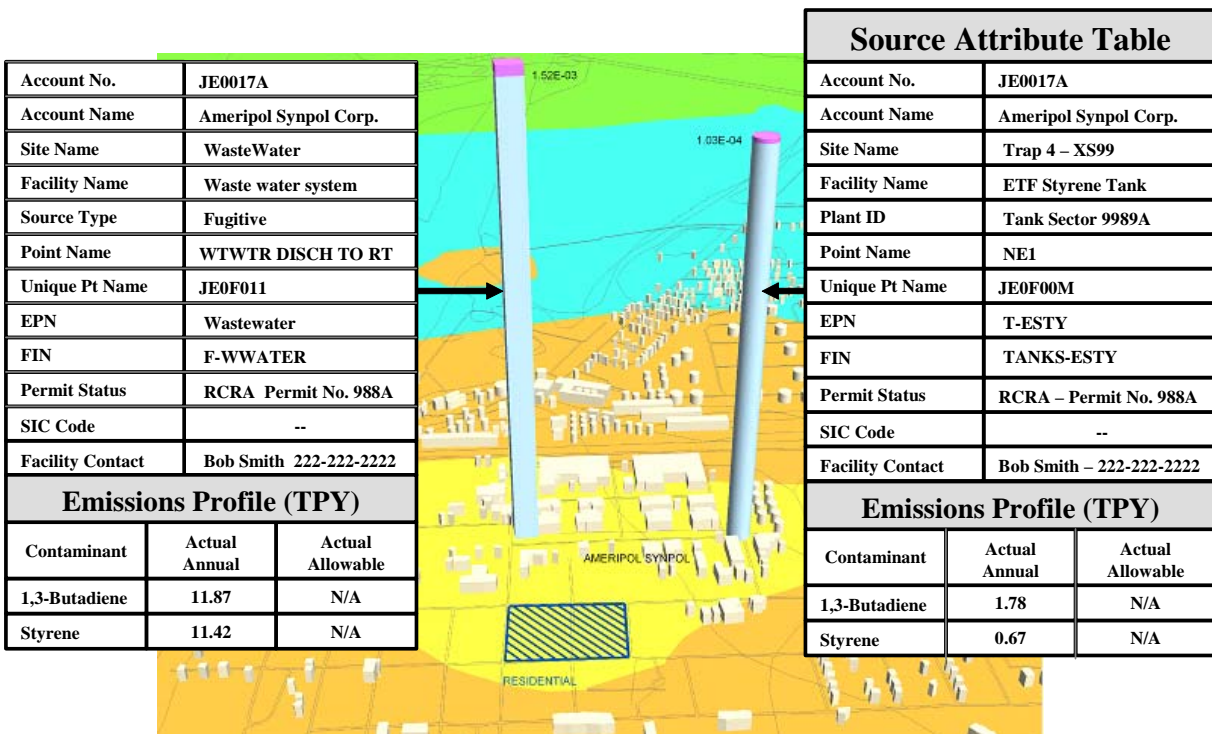 Account No. JE0017A
Account Name Ameripol Synpol Corp.
Site Name WasteWater
Facility Name Waste water system
Source Type Fugitive
Point Name WTWTR DISCH TO RT
Unique Pt Name JE0F011
EPN Wastewater
FIN F-WWATER
Permit Status RCRA Permit No. 988A
SIC Code --
Facility Contact Bob Smith 222-222-2222
Emissions Profile (TPY)
Contaminant Actual Annual Actual Allowable
1,3-Butadiene 11.87 N/A
Styrene 11.42 N/A
1.52E-03
1.03E-04
AMERIPOL SYNPOL
RESIDENTIAL
Source Attribute Table
Account No. JE0017A
Account Name Ameripol Synpol Corp.
Site Name Trap 4 – XS99
Facility Name ETF Styrene Tank
Plant ID Tank Sector 9989A
Point Name NE1
Unique Pt Name JE0F00M
EPN T-ESTY
FIN TANKS-ESTY
Permit Status RCRA – Permit No. 988A
SIC Code --
Facility Contact Bob Smith – 222-222-2222
Emissions Profile (TPY)
Contaminant Actual Annual Actual Allowable
1,3-Butadiene 1.78 N/A
Styrene 0.67 N/A